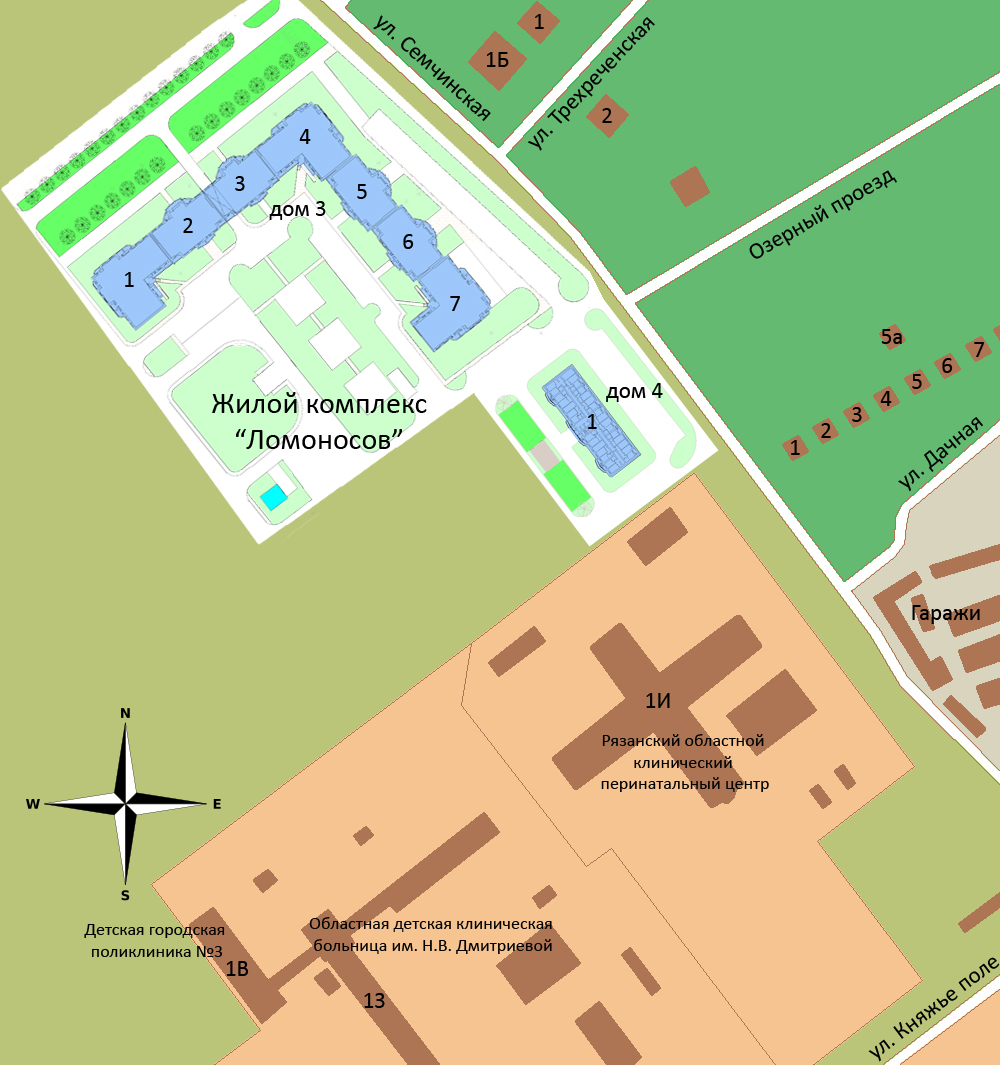 1
1Б
ул. Семчинская
ул. Трехреченская
2
Озерный проезд
4
3
5
дом 3
2
6
1
7
5а
7
6
5
4
3
2
1
дом 4
1
Жилой комплекс
“Ломоносов”
ул. Дачная
Гаражи
1И
Рязанский областной
клинический
перинатальный центр
N
W
E
S
Детская городская
поликлиника №3
1В
Областная детская клиническая
больница им. Н.В. Дмитриевой
13
ул. Княжье поле